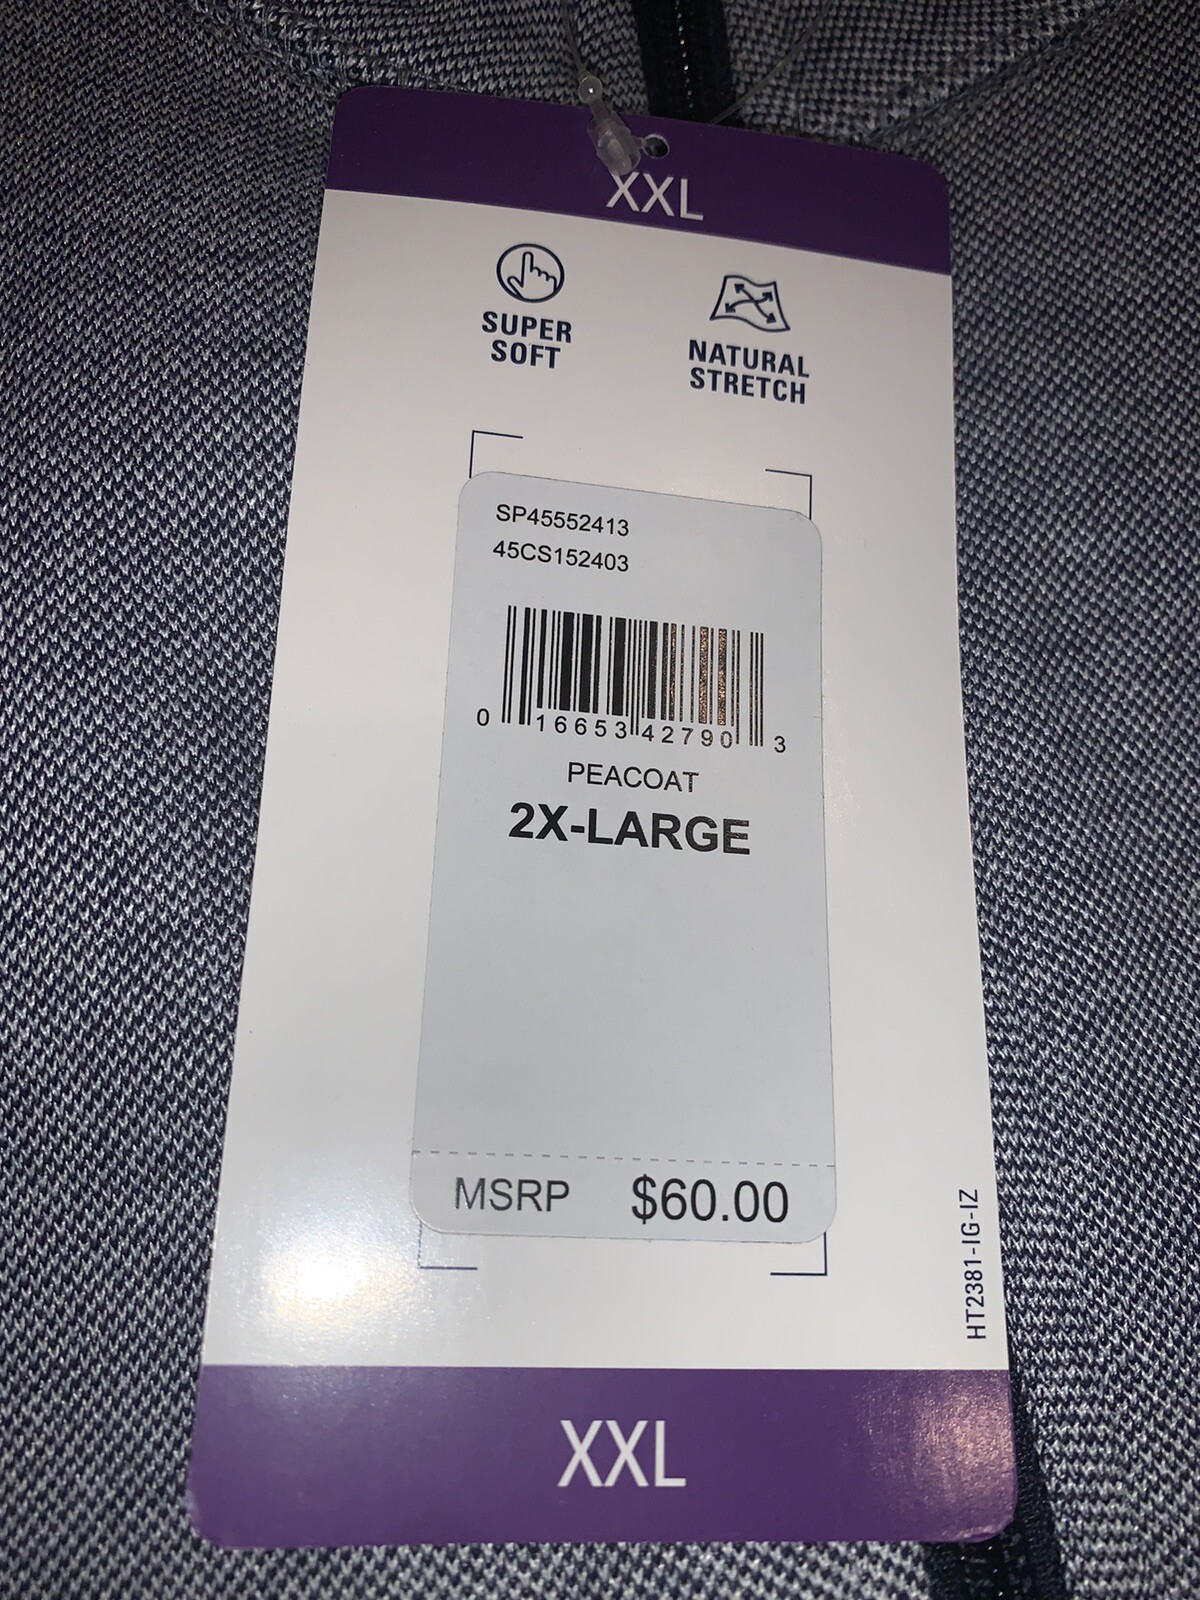 XXL
SUPER
SOFT
NATURAL
STRETCH
SP45552413
45CS152403
0 16653 42790 3
PEACOAT
2X-LARGE
MSRP $60.00
HT2381-IG-IZ
XXL